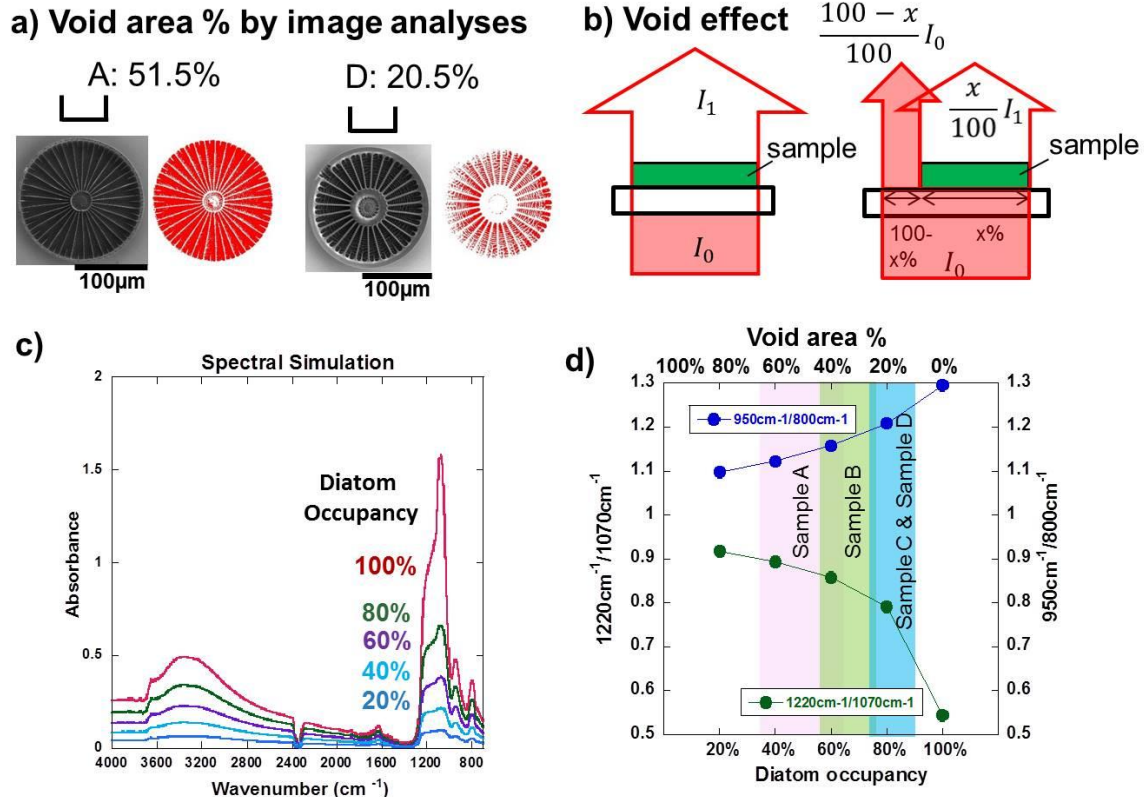 a) Void area % by image analyses
A: 51.5%
D: 20.5%
100µm
100µm
b) Void effect
100 − x
100
I₀
I₁
x
100
I₁
sample
sample
I₀
100-
x%
x%
I₀
c)
Spectral Simulation
2
1.5
1
0.5
0
Absorbance
Diatom
Occupancy
100%
80%
60%
40%
20%
4000 3600 3200 2800 2400 2000 1600 1200 800
Wavenumber (cm ⁻¹)
d)
Void area %
100% 80% 60% 40% 20% 0%
1.3
1.2
1.1
1
0.9
0.8
0.7
0.6
0.5
1220cm⁻¹/1070cm⁻¹
950cm-1/800cm-1
Sample A
Sample B
Sample C & Sample D
1220cm-1/1070cm-1
1.3
1.2
1.1
1
0.9
0.8
0.7
0.6
0.5
950cm⁻¹/800cm⁻¹
20% 40% 60% 80% 100%
Diatom occupancy